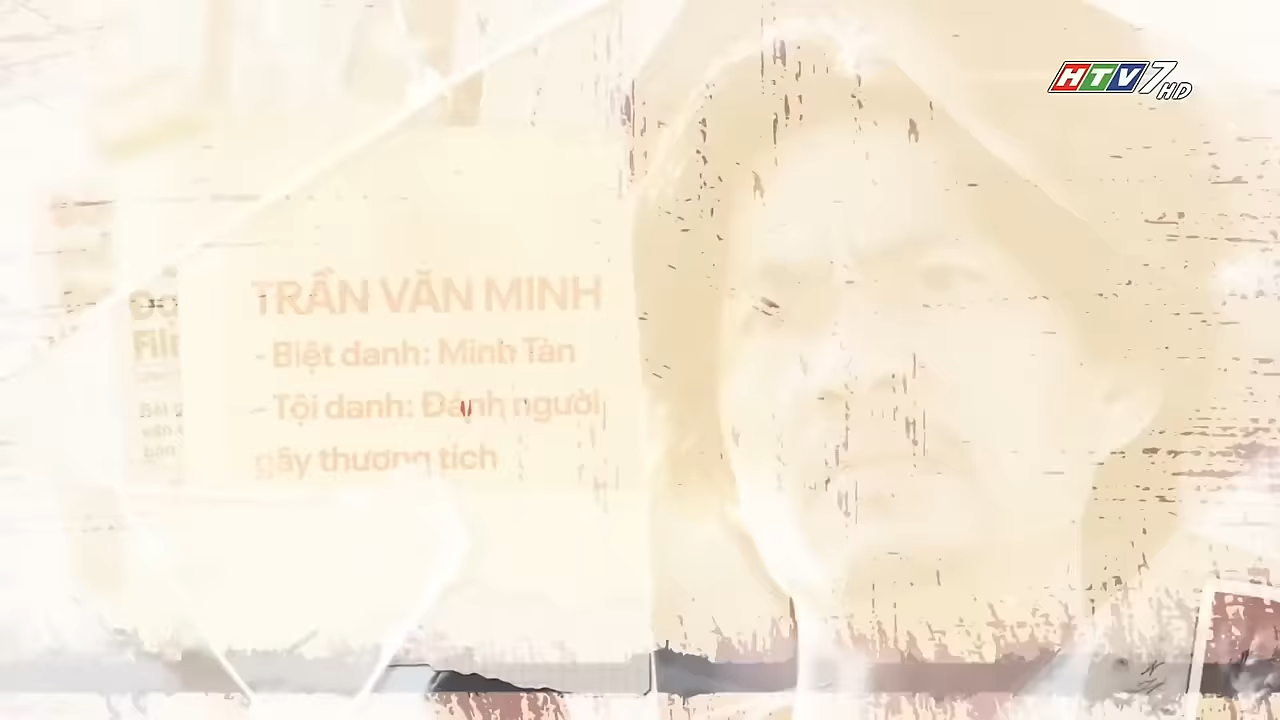 HTV7 HD
TRẦN VĂN MINH
- Biệt danh: Minh Tàn
- Tội danh: Đánh người
gây thương tích